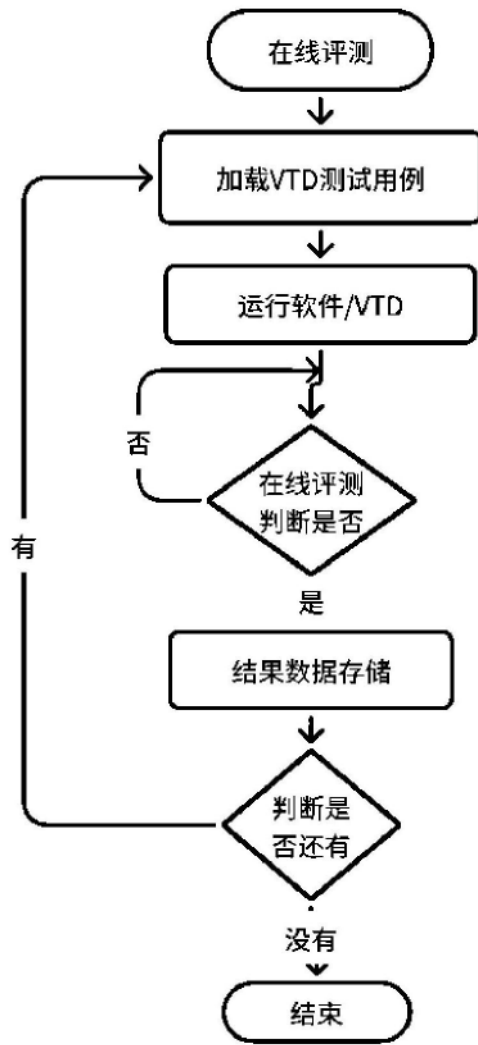 在线评测
加载VTD测试用例
运行软件/VTD
否
在线评测
判断是否
有
是
结果数据存储
判断是
否还有
没有
结束